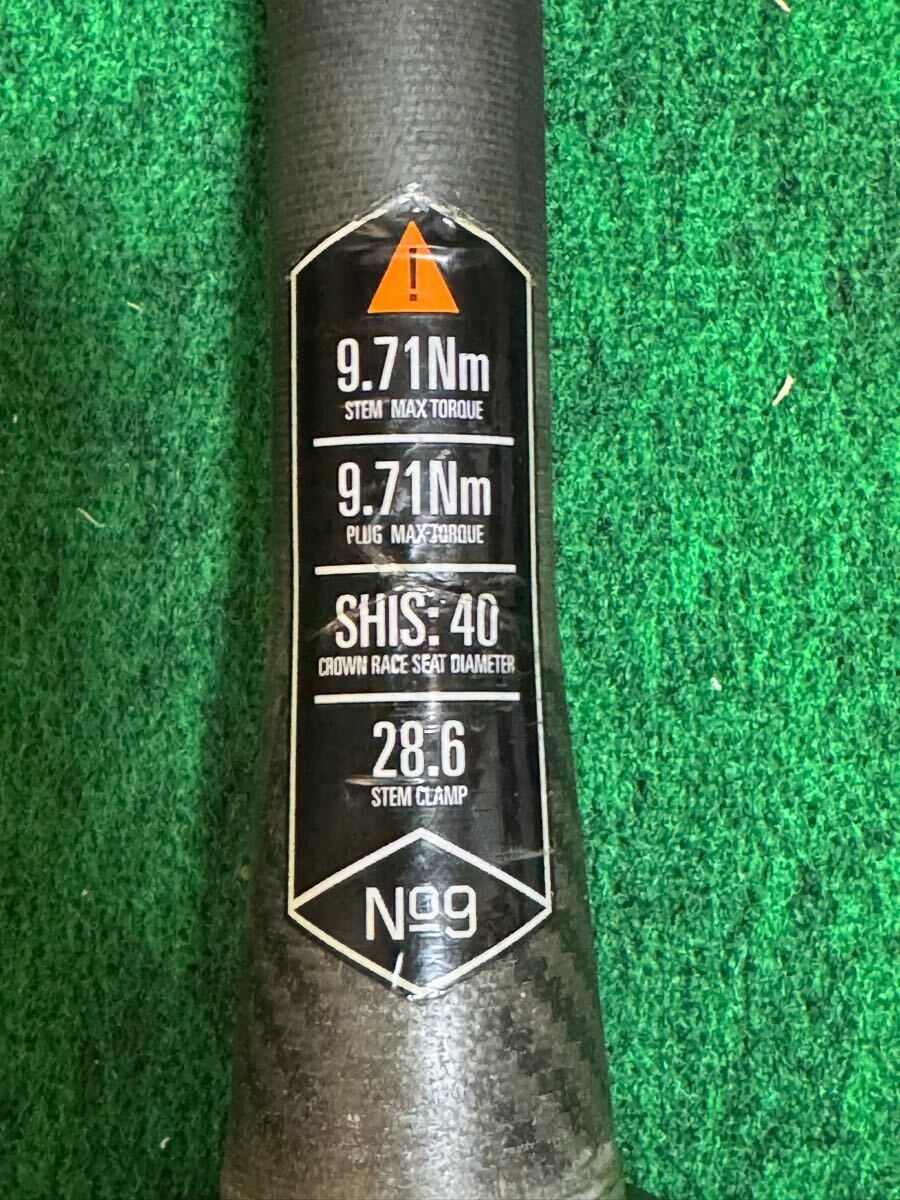 !
9.71Nm
STEM MAX TORQUE
9.71Nm
PLUG MAX TORQUE
SHIS: 40
CROWN RACE SEAT DIAMETER
28.6
STEM CLAMP
Nº9